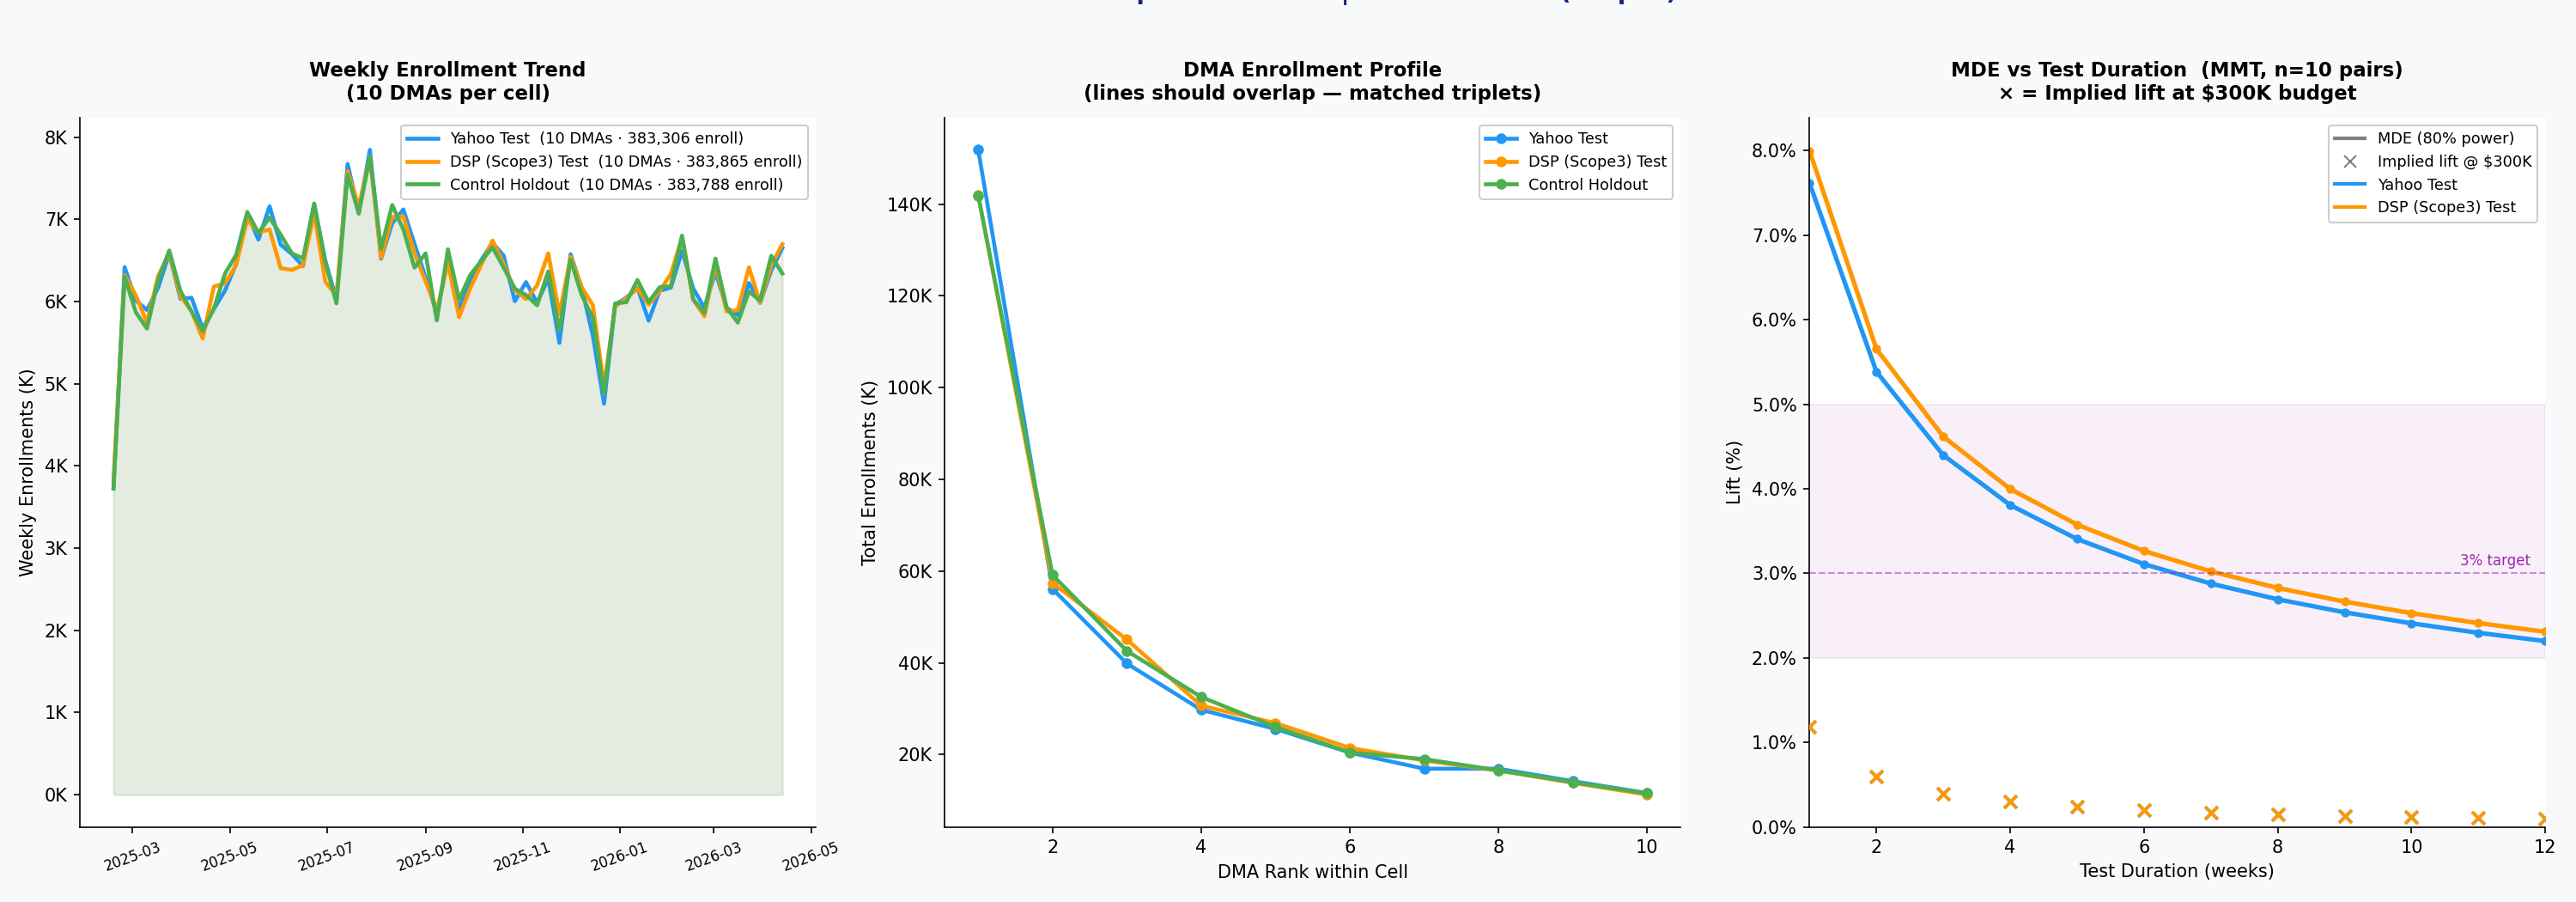 Weekly Enrollment Trend
(10 DMAs per cell)
Weekly Enrollments (K)
8K
7K
6K
5K
4K
3K
2K
1K
0K
Yahoo Test (10 DMAs · 383,306 enroll)
DSP (Scope3) Test (10 DMAs · 383,865 enroll)
Control Holdout (10 DMAs · 383,788 enroll)
2025-03 2025-05 2025-07 2025-09 2025-11 2026-01 2026-03 2026-05
DMA Enrollment Profile
(lines should overlap — matched triplets)
Total Enrollments (K)
140K
120K
100K
80K
60K
40K
20K
Yahoo Test
DSP (Scope3) Test
Control Holdout
2 4 6 8 10
DMA Rank within Cell
MDE vs Test Duration (MMT, n=10 pairs)
× = Implied lift at $300K budget
Lift (%)
8.0%
7.0%
6.0%
5.0%
4.0%
3.0%
2.0%
1.0%
0.0%
MDE (80% power)
Implied lift @ $300K
Yahoo Test
DSP (Scope3) Test
3% target
2 4 6 8 10 12
Test Duration (weeks)